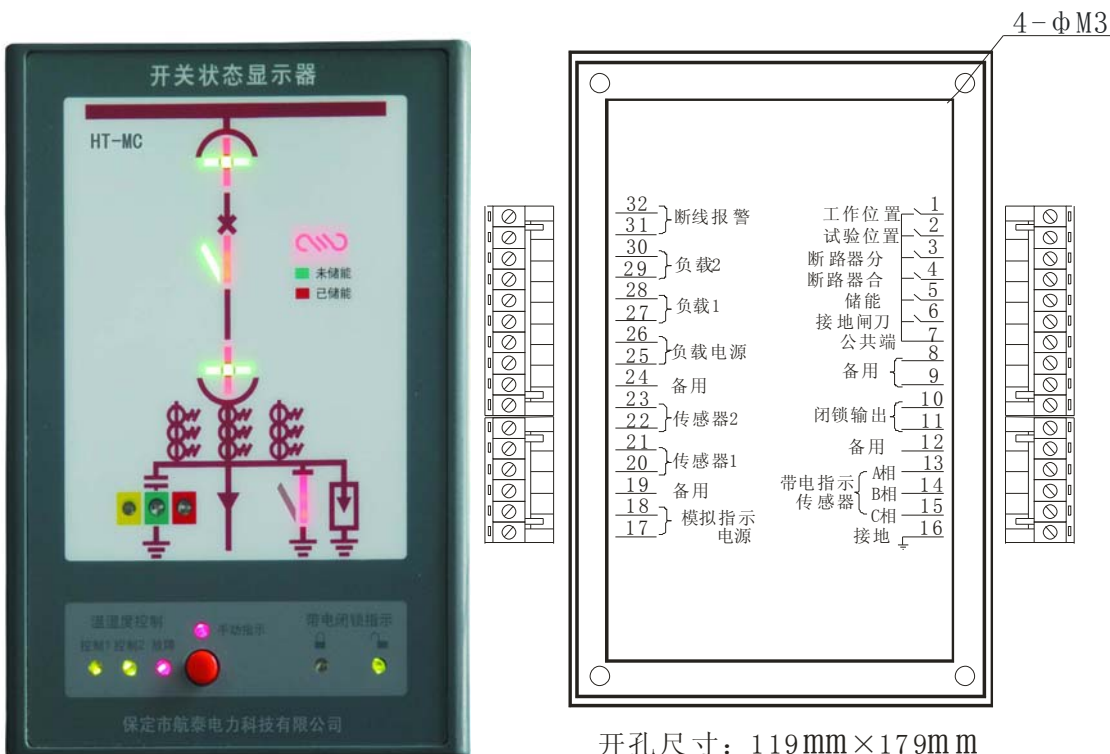 开关状态显示器
HT-MC
未储能
已储能
温湿度控制
手动指示
带电闭锁指示
控制1 控制2 故障
保定市航泰电力科技有限公司
4-фM3
32
31
断线报警
30
29
负载2
28
27
负载1
26
25
负载电源
24
备用
23
22
传感器2
21
20
传感器1
19
备用
18
17
模拟指示
电源
工作位置 1
试验位置 2
断路器分 3
断路器合 4
储能 5
接地闸刀 6
公共端 7
备用
8
9
闭锁输出
10
11
备用 12
带电指示
传感器
A相 13
B相 14
C相 15
接地 16
开孔尺寸：119mm×179mm